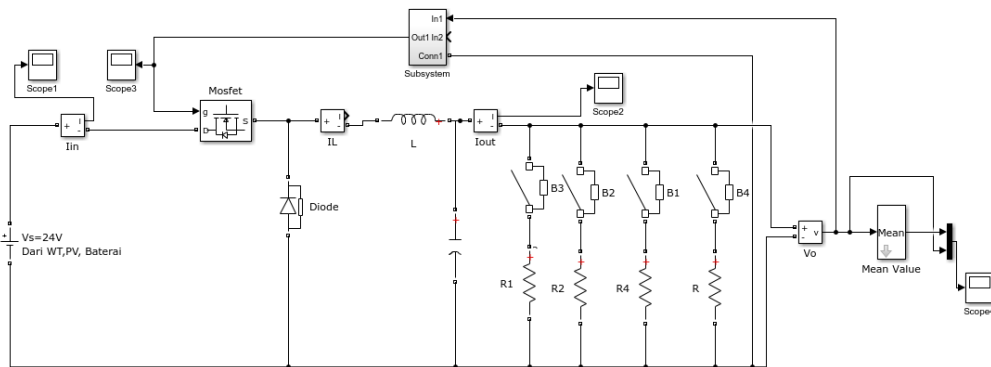 In1
Out1 In2
Conn1
Subsystem
Scope1
Scope3
Mosfet
g
D
S
Scope2
+
i
-
Iin
+
i
-
IL
L
+
i
-
Iout
B3
B2
B1
B4
Diode
Vs=24V
Dari WT,PV, Baterai
R1
R2
R4
R
+
v
-
Vo
Mean
Mean Value